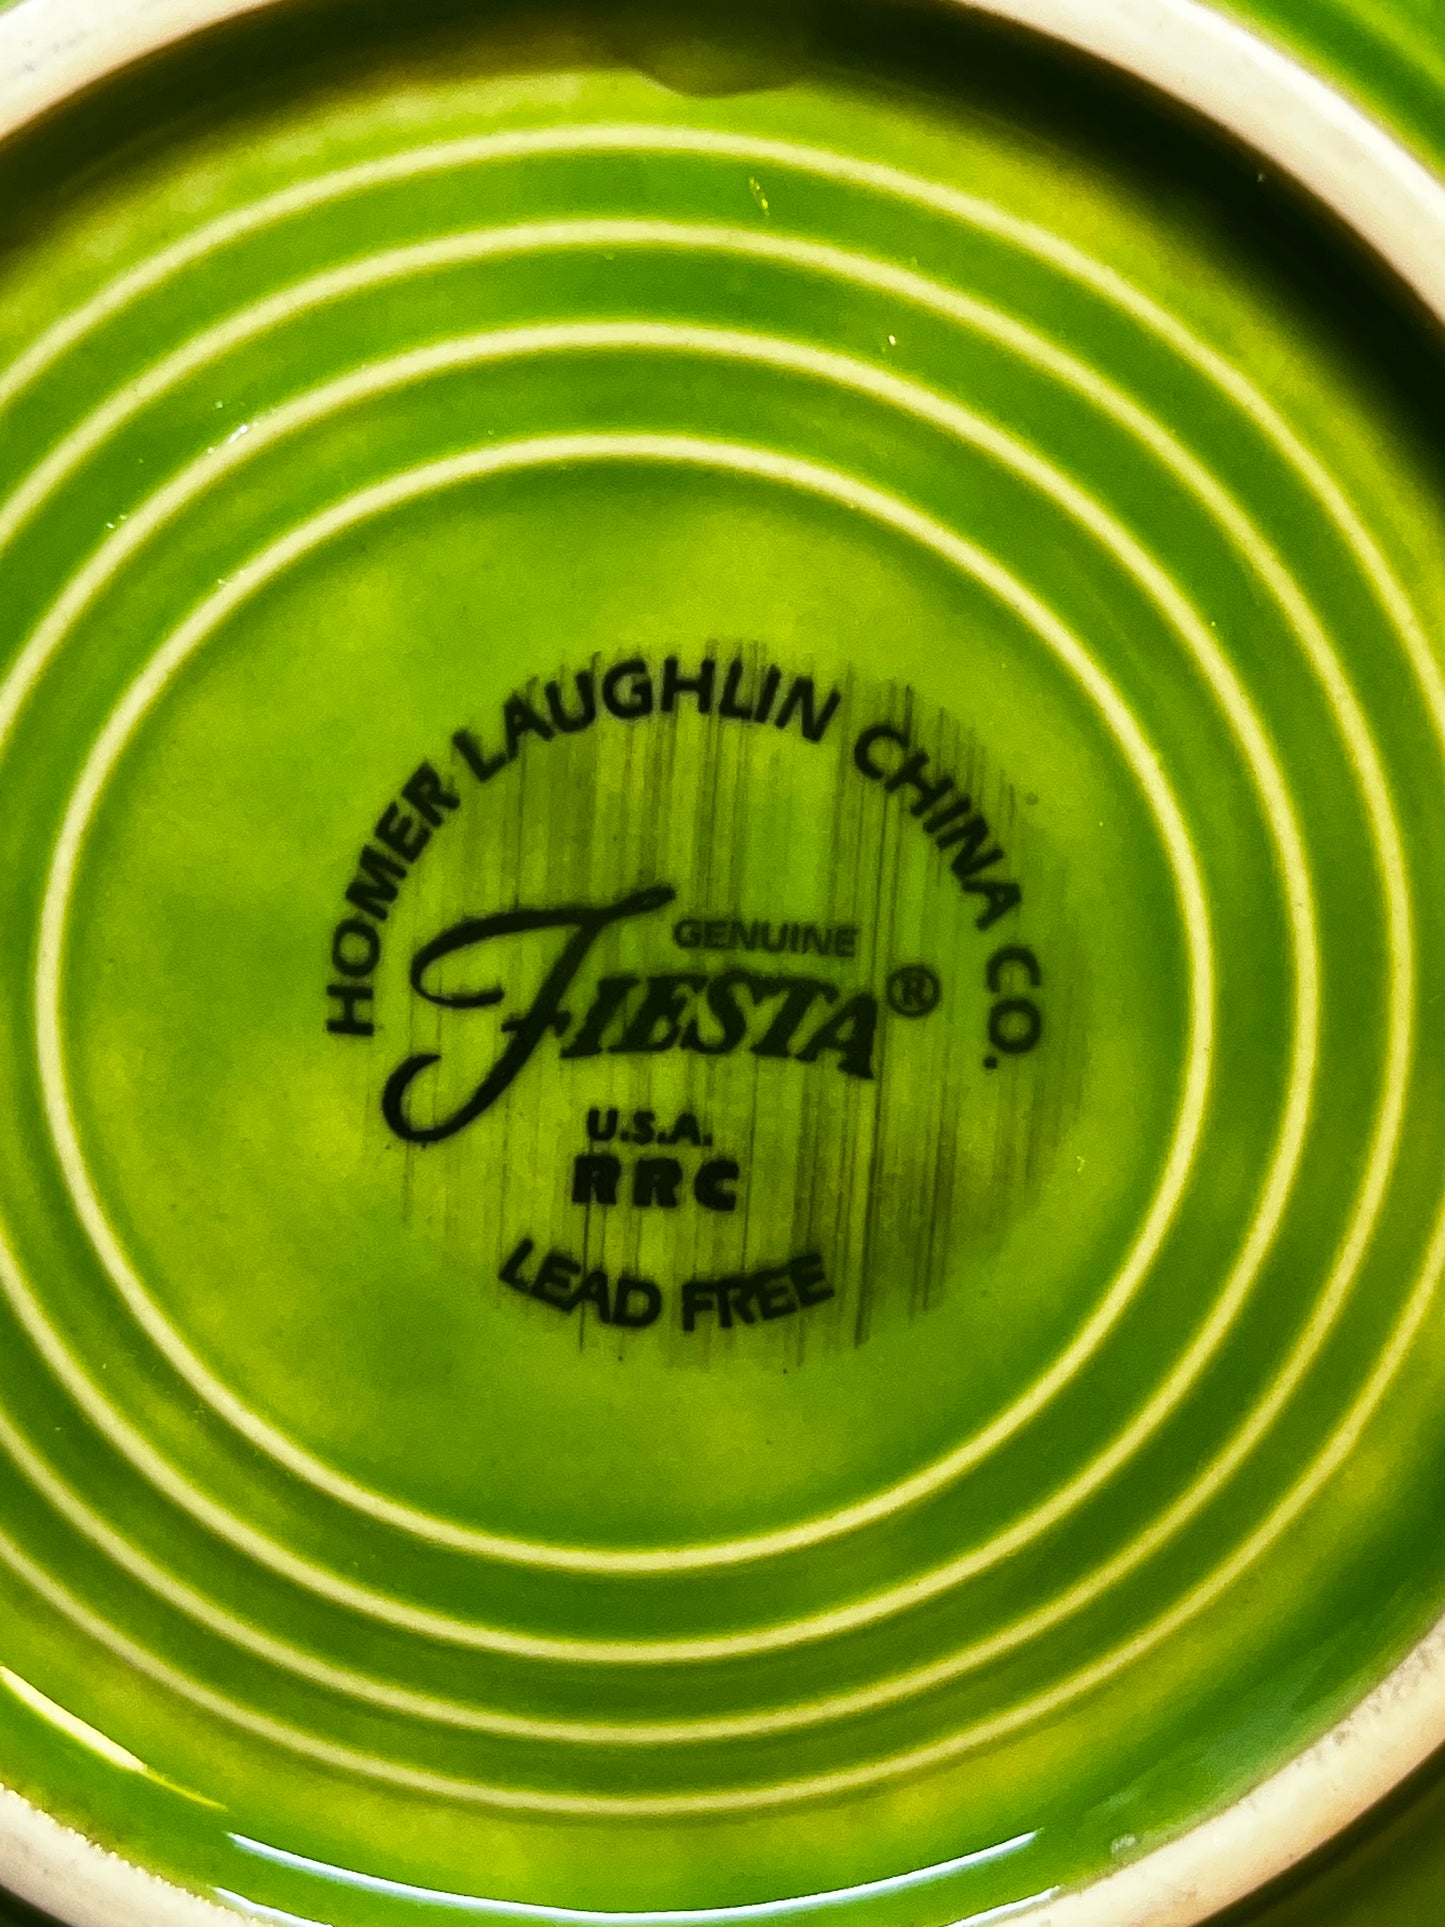 HOMER LAUGHLIN CHINA CO.
GENUINE
FIESTA®
U.S.A.
RRC
LEAD FREE